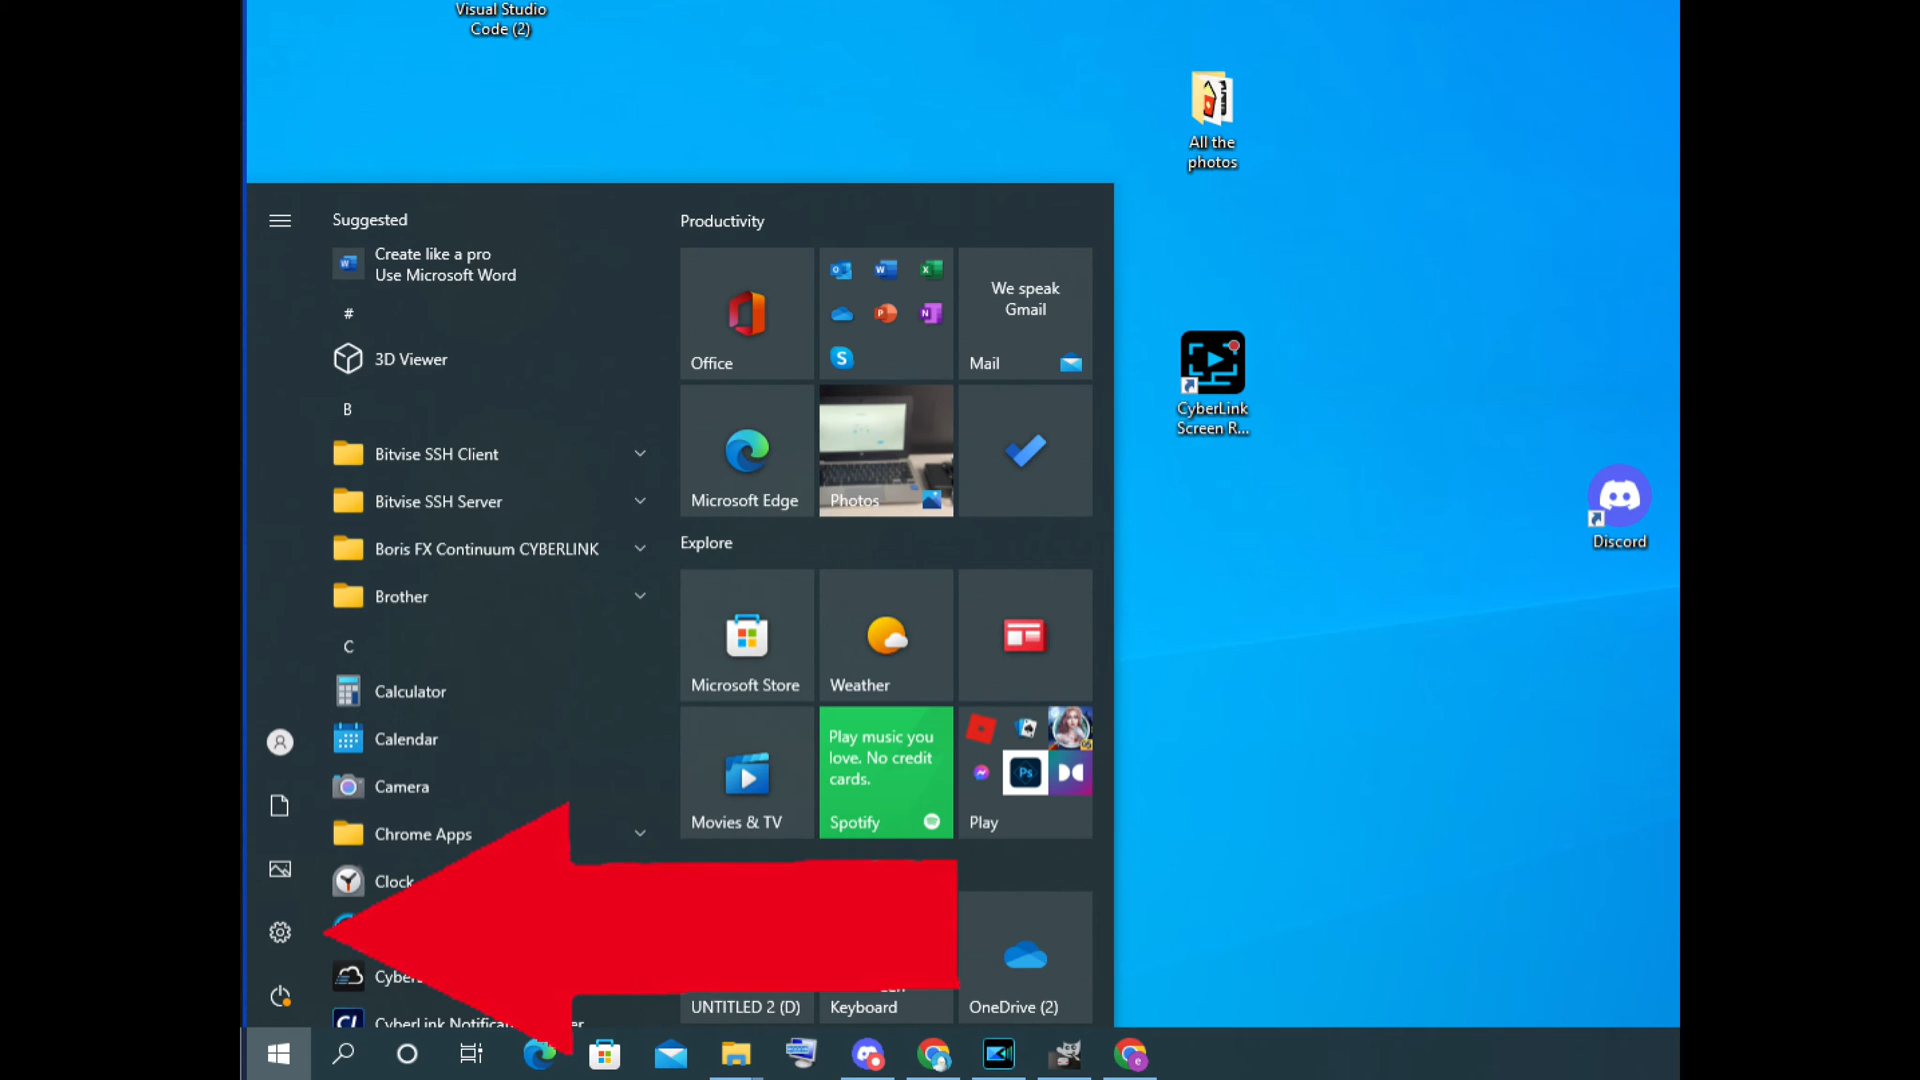 Visual Studio
Code (2)
All the
photos
Suggested
Create like a pro
Use Microsoft Word
#
3D Viewer
B
Bitvise SSH Client
Bitvise SSH Server
Boris FX Continuum CYBERLINK
Brother
C
Calculator
Calendar
Camera
Chrome Apps
Clock
CyberLink Notificat
Productivity
Office
We speak
Gmail
Mail
Microsoft Edge
Photos
Explore
Microsoft Store
Weather
Movies & TV
Play music you
love. No credit
cards.
Spotify
Ps
Play
UNTITLED 2 (D)
Keyboard
OneDrive (2)
CyberLink
Screen R...
Discord